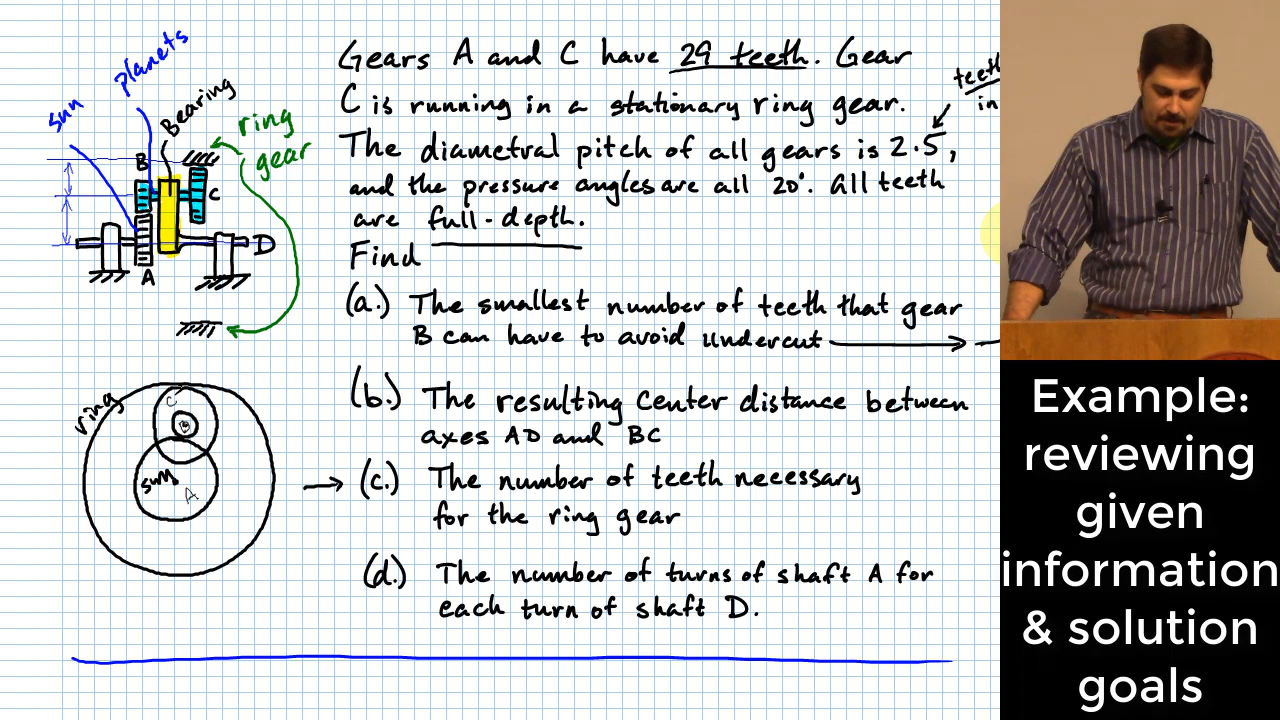 Gears A and C have 29 teeth. Gear
C is running in a stationary ring gear.
The diametral pitch of all gears is 2.5,
and the pressure angles are all 20°. All teeth
are full-depth.
teeth
in
Find
(a.) The smallest number of teeth that gear
B can have to avoid undercut
(b.) The resulting center distance between
axes AD and BC
(c.) The number of teeth necessary
for the ring gear
(d.) The number of turns of shaft A for
each turn of shaft D.
sun
planets
Bearing
ring
gear
B
C
D
A
ring
C
B
sun
A
Example:
reviewing
given
information
& solution
goals